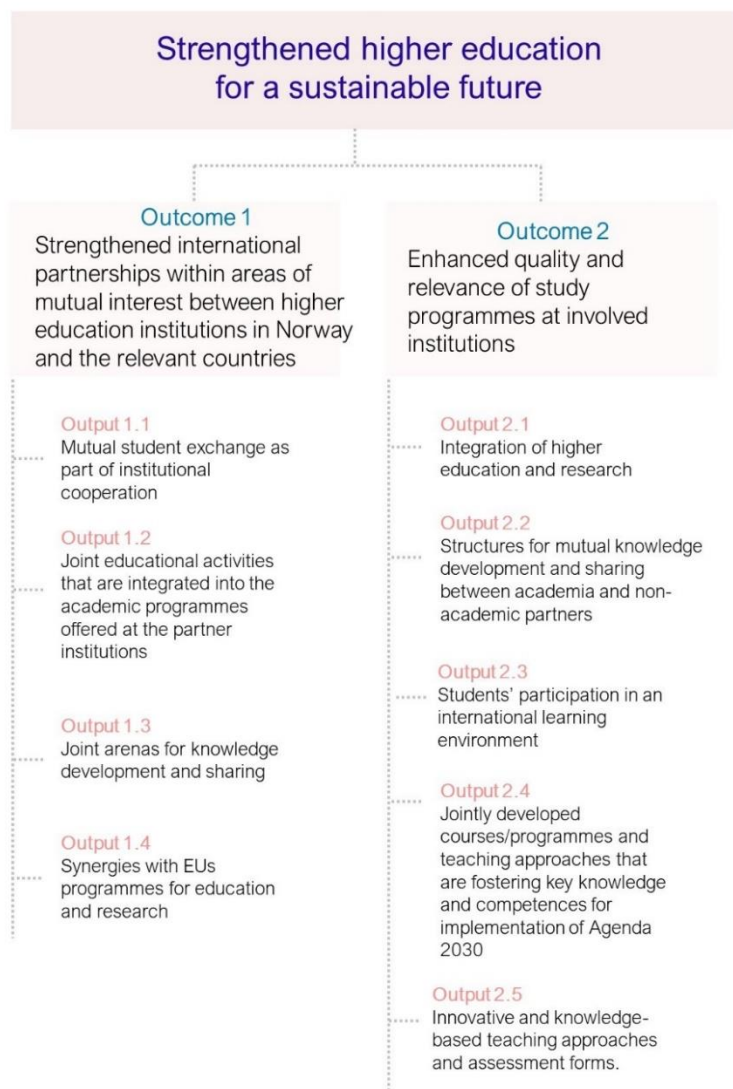 Strengthened higher education
for a sustainable future
Outcome 1
Strengthened international
partnerships within areas of
mutual interest between higher
education institutions in Norway
and the relevant countries
Output 1.1
Mutual student exchange as
part of institutional
cooperation
Output 1.2
Joint educational activities
that are integrated into the
academic programmes
offered at the partner
institutions
Output 1.3
Joint arenas for knowledge
development and sharing
Output 1.4
Synergies with EUs
programmes for education
and research
Outcome 2
Enhanced quality and
relevance of study
programmes at involved
institutions
Output 2.1
Integration of higher
education and research
Output 2.2
Structures for mutual knowledge
development and sharing
between academia and non-
academic partners
Output 2.3
Students’ participation in an
international learning
environment
Output 2.4
Jointly developed
courses/programmes and
teaching approaches that
are fostering key knowledge
and competences for
implementation of Agenda
2030
Output 2.5
Innovative and knowledge-
based teaching approaches
and assessment forms.